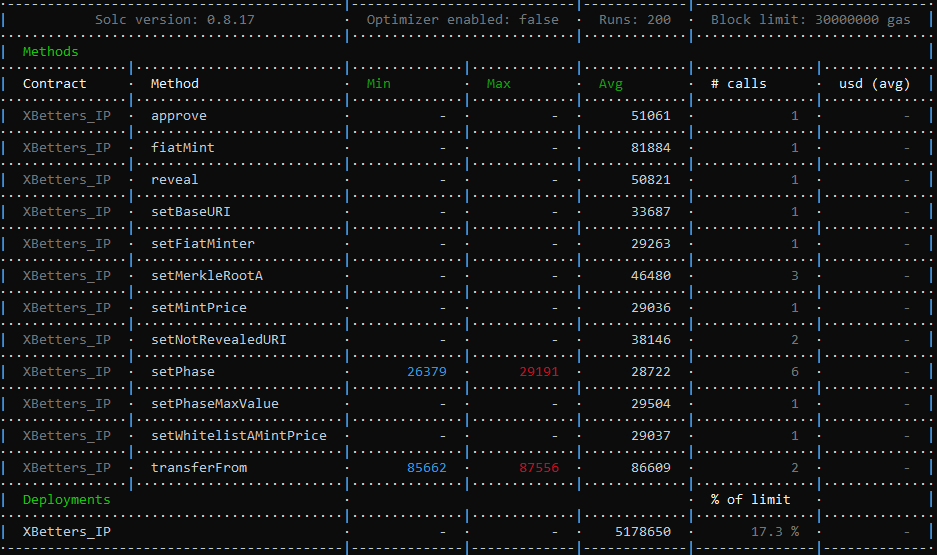 Solc version: 0.8.17 · Optimizer enabled: false · Runs: 200 · Block limit: 30000000 gas
Methods
Contract · Method · Min · Max · Avg · # calls · usd (avg)
XBetters_IP · approve · - · - · 51061 · 1 · -
XBetters_IP · fiatMint · - · - · 81884 · 1 · -
XBetters_IP · reveal · - · - · 50821 · 1 · -
XBetters_IP · setBaseURI · - · - · 33687 · 1 · -
XBetters_IP · setFiatMinter · - · - · 29263 · 1 · -
XBetters_IP · setMerkleRootA · - · - · 46480 · 3 · -
XBetters_IP · setMintPrice · - · - · 29036 · 1 · -
XBetters_IP · setNotRevealedURI · - · - · 38146 · 2 · -
XBetters_IP · setPhase · 26379 · 29191 · 28722 · 6 · -
XBetters_IP · setPhaseMaxValue · - · - · 29504 · 1 · -
XBetters_IP · setWhitelistAMintPrice · - · - · 29037 · 1 · -
XBetters_IP · transferFrom · 85662 · 87556 · 86609 · 2 · -
Deployments · · % of limit ·
XBetters_IP · - · - · 5178650 · 17.3 % · -